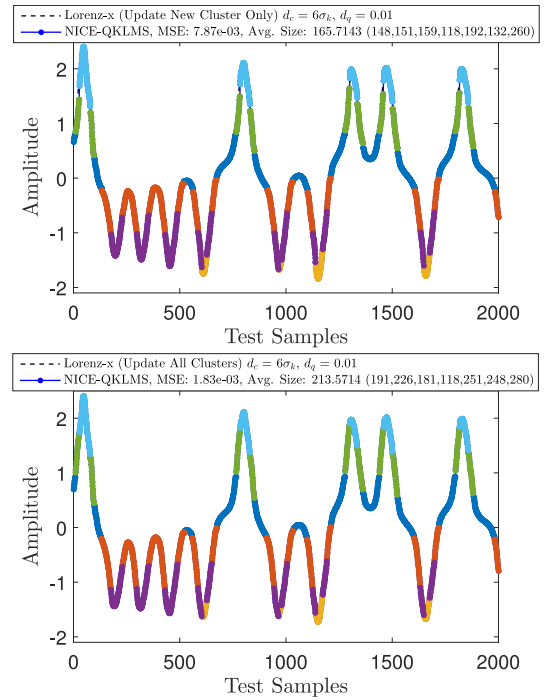 Lorenz-x (Update New Cluster Only) d_c = 6σ_k, d_q = 0.01
NICE-QKLMS, MSE: 7.87e-03, Avg. Size: 165.7143 (148,151,159,118,192,132,260)
Amplitude
2
1
0
-1
-2
0 500 1000 1500 2000
Test Samples
Lorenz-x (Update All Clusters) d_c = 6σ_k, d_q = 0.01
NICE-QKLMS, MSE: 1.83e-03, Avg. Size: 213.5714 (191,226,181,118,251,248,280)
Amplitude
2
1
0
-1
-2
0 500 1000 1500 2000
Test Samples